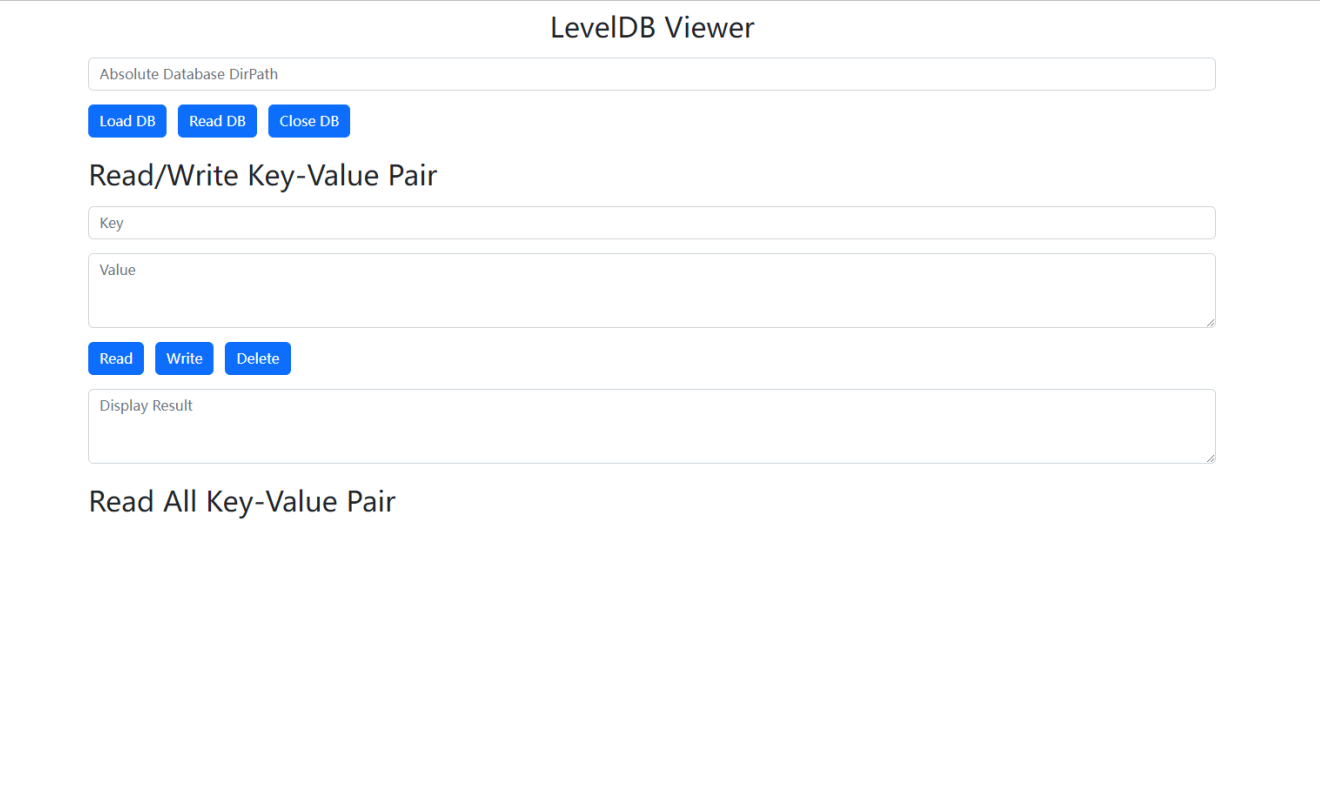 LevelDB Viewer
Absolute Database DirPath
Load DB Read DB Close DB
Read/Write Key-Value Pair
Key
Value
Read Write Delete
Display Result
Read All Key-Value Pair